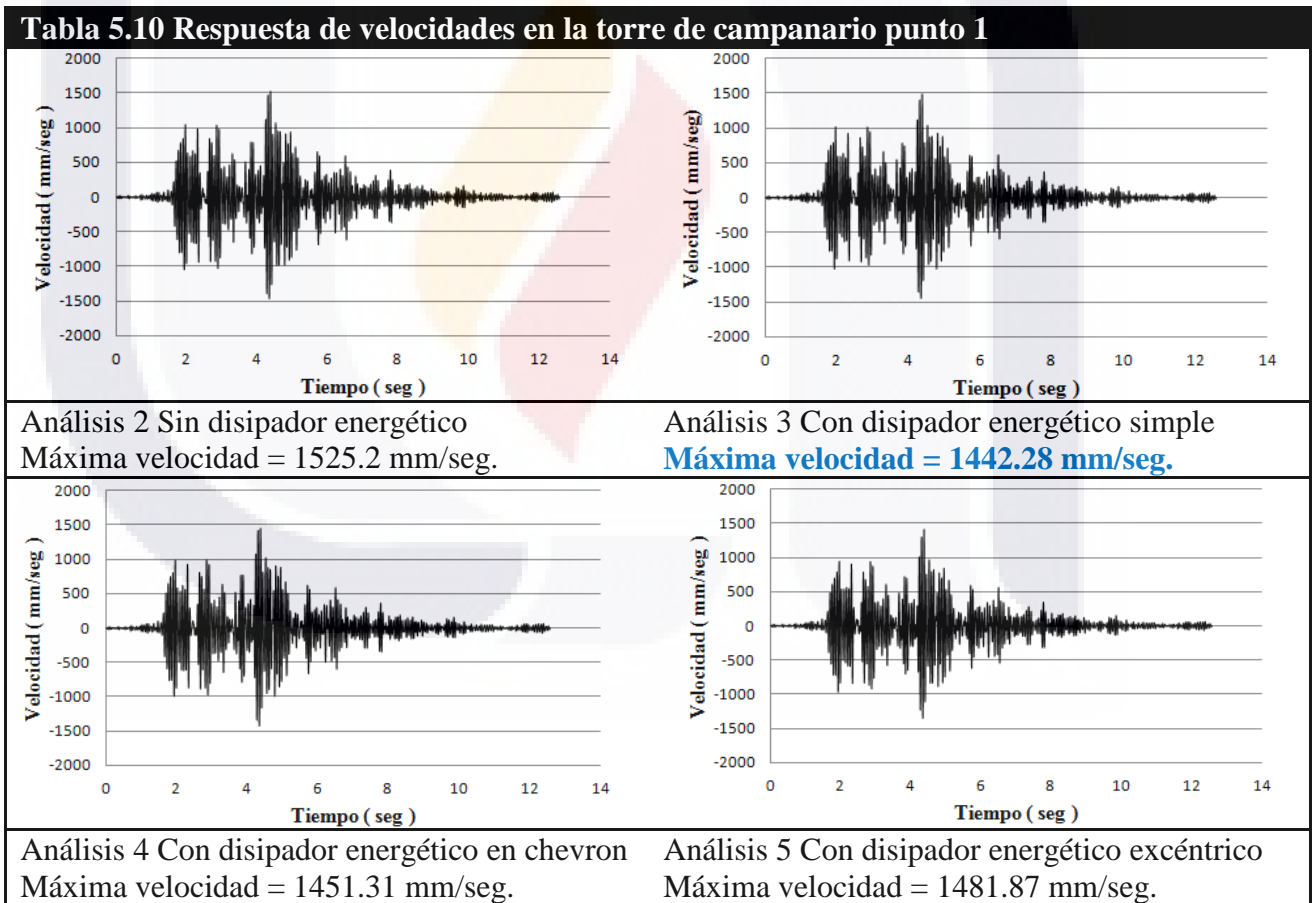 Tabla 5.10 Respuesta de velocidades en la torre de campanario punto 1
2000
1500
1000
500
0
-500
-1000
-1500
-2000
Velocidad ( mm/seg )
0 2 4 6 8 10 12 14
Tiempo ( seg )
2000
1500
1000
500
0
-500
-1000
-1500
-2000
Velocidad ( mm/seg)
0 2 4 6 8 10 12 14
Tiempo ( seg )
Análisis 2 Sin disipador energético
Máxima velocidad = 1525.2 mm/seg.
Análisis 3 Con disipador energético simple
Máxima velocidad = 1442.28 mm/seg.
2000
1500
1000
500
0
-500
-1000
-1500
-2000
Velocidad ( mm/seg )
0 2 4 6 8 10 12 14
Tiempo ( seg )
2000
1500
1000
500
0
-500
-1000
-1500
-2000
Velocidad ( mm/seg )
0 2 4 6 8 10 12 14
Tiempo ( seg )
Análisis 4 Con disipador energético en chevron
Máxima velocidad = 1451.31 mm/seg.
Análisis 5 Con disipador energético excéntrico
Máxima velocidad = 1481.87 mm/seg.